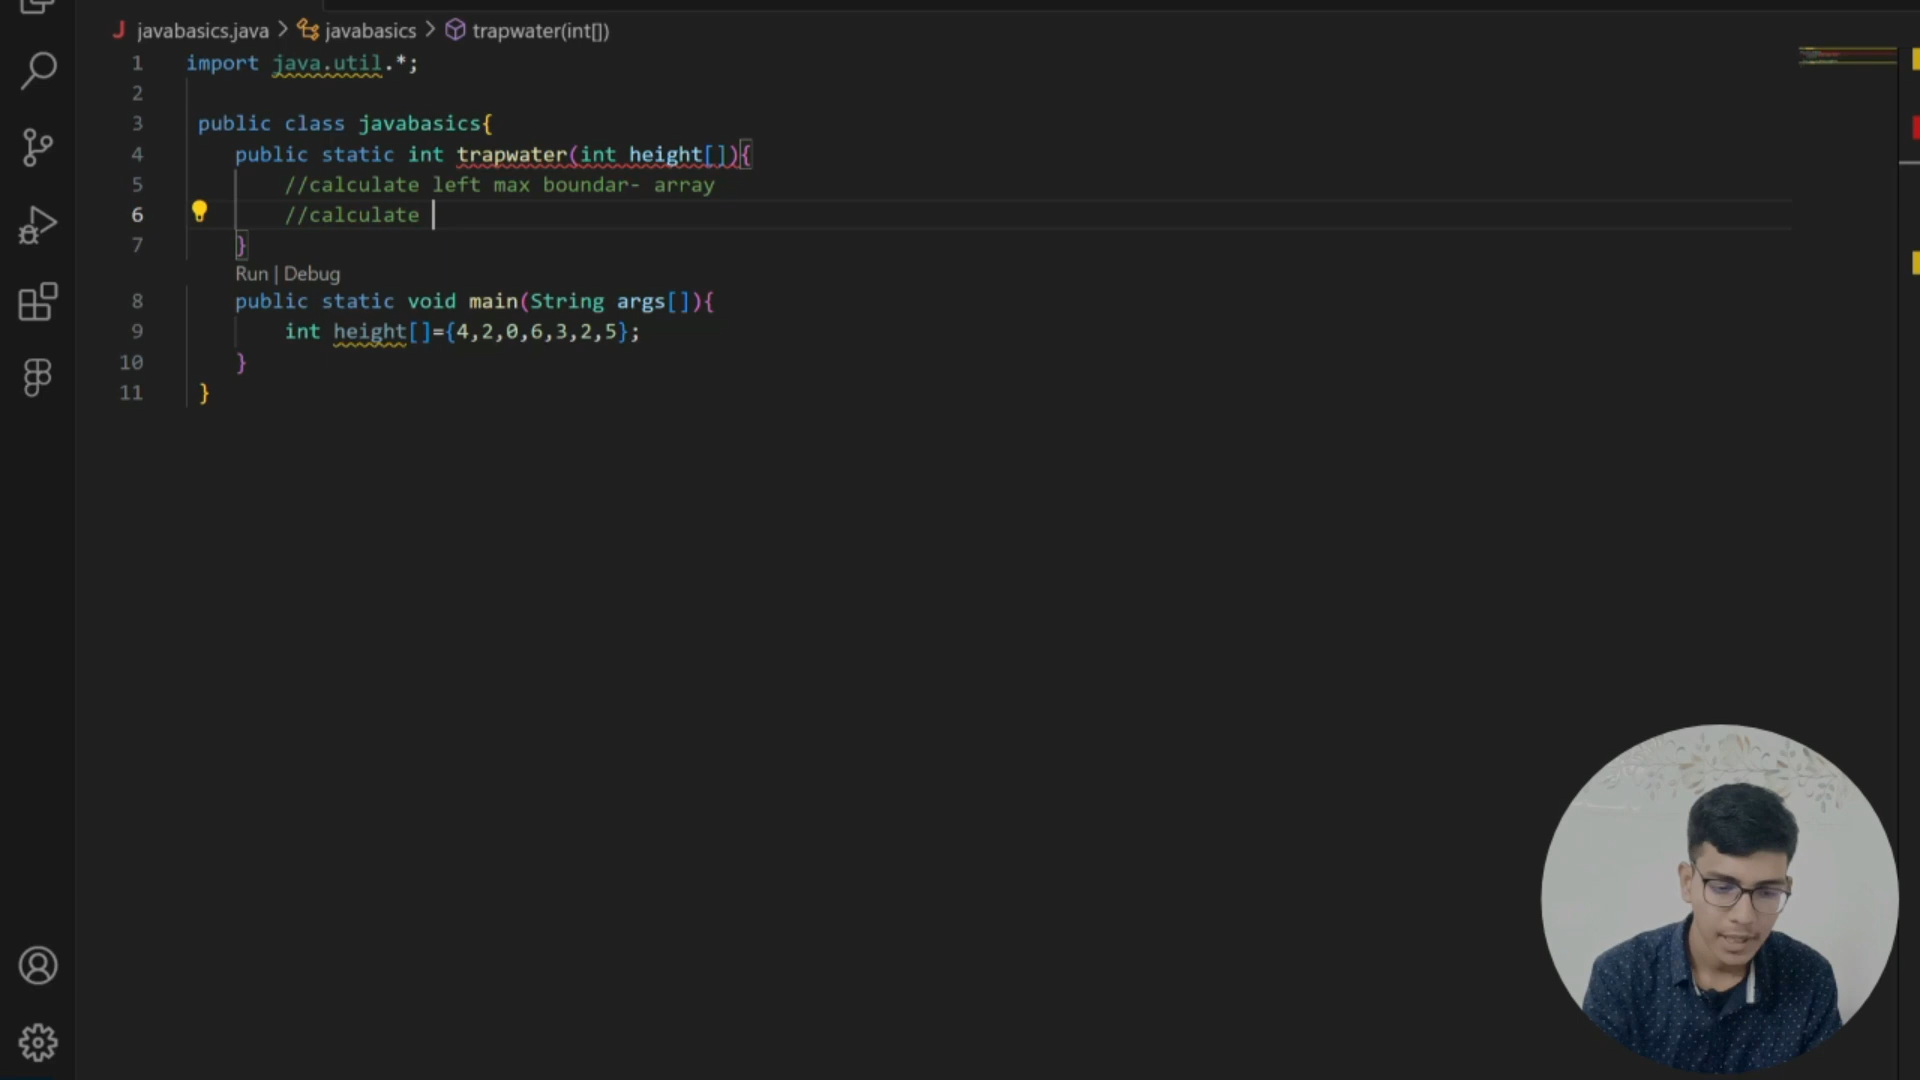 javabasics.java > javabasics > trapwater(int[])
1 import java.util.*;
2
3 public class javabasics{
4 public static int trapwater(int height[]){
5 //calculate left max boundar- array
6 //calculate
7 }
Run | Debug
8 public static void main(String args[]){
9 int height[]={4,2,0,6,3,2,5};
10 }
11 }